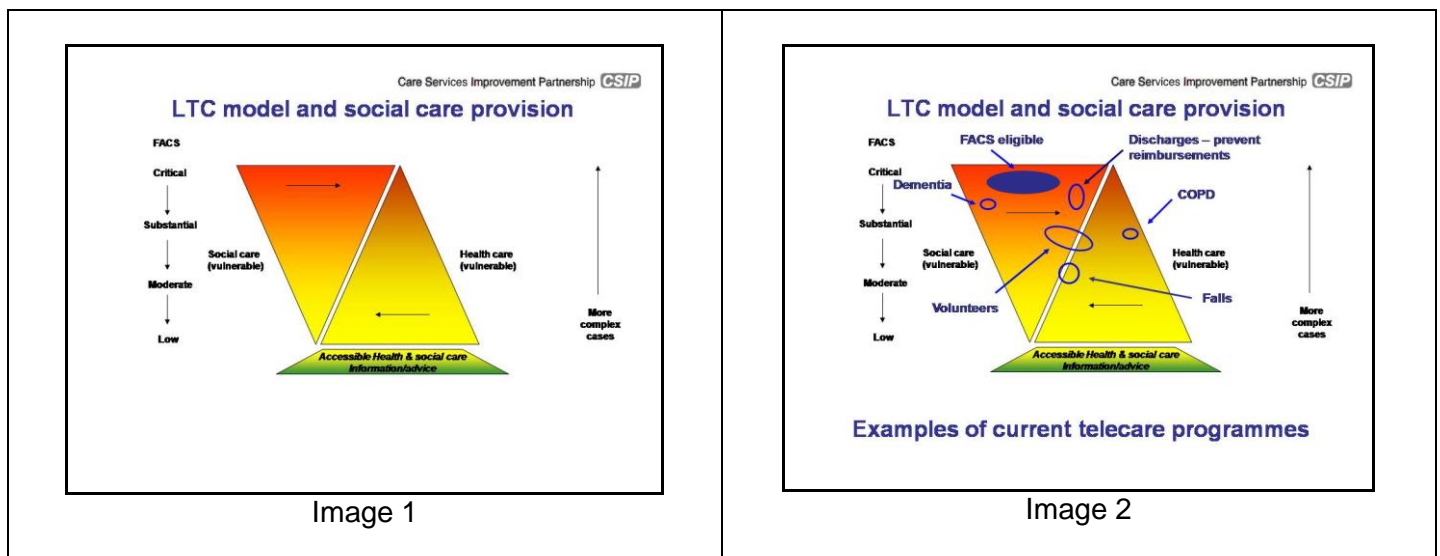 Care Services Improvement Partnership CSIP
LTC model and social care provision
FACS
Critical
Substantial
Social care
(vulnerable)
Health care
(vulnerable)
Moderate
Low
More
complex
cases
Accessible Health & social care
Information/advice
Image 1
Care Services Improvement Partnership CSIP
LTC model and social care provision
FACS
FACS eligible
Discharges – prevent
reimbursements
Critical
Dementia
COPD
Substantial
Social care
(vulnerable)
Health care
(vulnerable)
Moderate
Volunteers
Falls
Low
More
complex
cases
Accessible Health & social care
Information/advice
Examples of current telecare programmes
Image 2